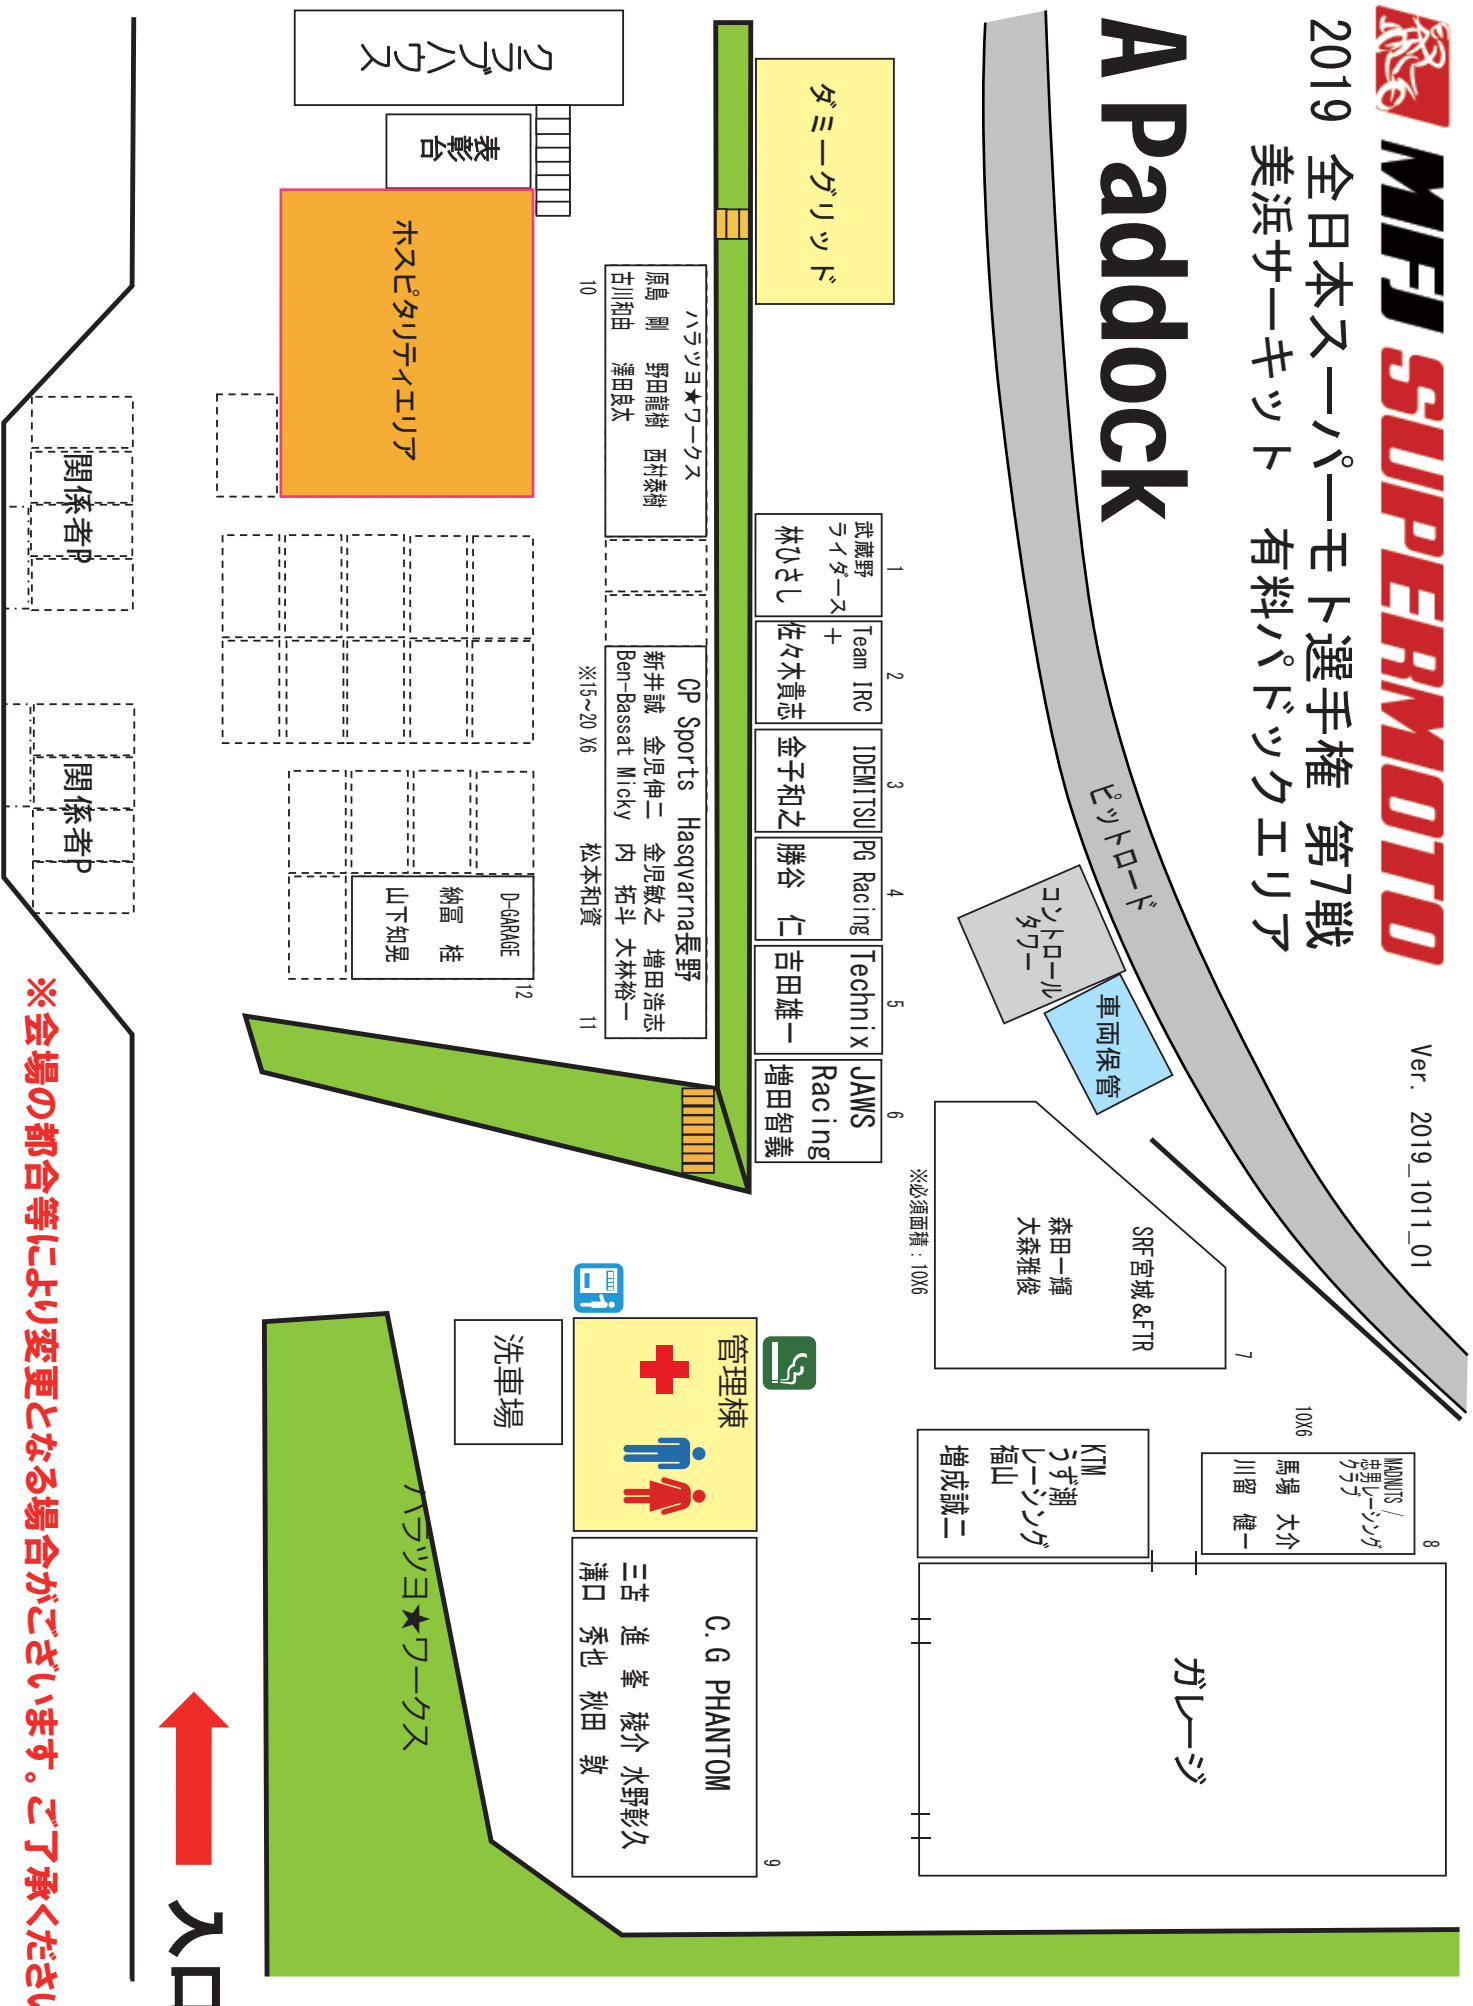 MFJ SUPERMOTO
2019 全日本スーパーモト選手権 第7戦
美浜サーキット 有料パドックエリア
Ver. 2019_1011_01
A Paddock
ピットロード
コントロール
タワー
車両保管
SRF宮城&FTR
森田一輝
大森雅俊
※必須面積：10X6
7
10X6
MADNUTS /
忠男レーシング
クラブ
馬場 大介
川留 健一
8
KTM
うず潮
レーシング
福山
増成誠二
ガレージ
ダミーグリッド
1
武蔵野
ライダース
林ひさし
2
Team IRC
＋
佐々木貴志
3
IDEMITSU
金子和之
4
PG Racing
勝谷 仁
5
Technix
吉田雄一
6
JAWS
Racing
増田智義
管理棟
洗車場
C.G PHANTOM
三苫 進 峯 稜介 水野彰久
溝口 秀也 秋田 敦
9
クラブハウス
表彰台
ホスピタリティエリア
ハラツヨ★ワークス
原島 剛 野田龍樹 西村泰樹
古川和由 澤田良太
10
GP Sports Hasqvarna長野
新井誠 金児伸二 金児敏之 増田浩志
Ben-Bassat Micky 内 拓斗 大林裕一
※15~20 X6 松本和資 11
D-GARAGE
納冨 桂
山下知晃
12
ハラツヨ★ワークス
関係者P
関係者P
入口
※会場の都合等により変更となる場合がございます。ご了承ください